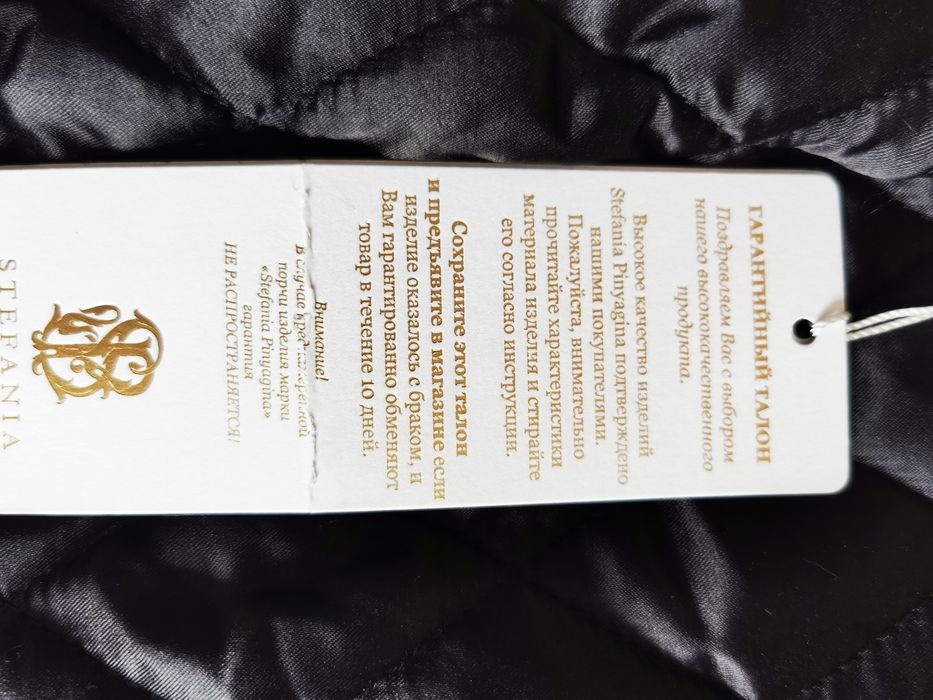 ГАРАНТИЙНЫЙ ТАЛОН
Поздравляем Вас с выбором
нашего высококачественного
продукта.
Высокое качество изделий
Stefania Pinyagina подтверждено
нашими покупателями.
Пожалуйста, внимательно
прочитайте характеристики
материала изделия и стирайте
его согласно инструкции.
Сохраните этот талон
и предъявите в магазине если
изделие оказалось с браком, и
Вам гарантированно обменяют
товар в течение 10 дней.
Внимание!
В случае
порчи изделия марки
«Stefania Pinyagina»
гарантия
НЕ РАСПРОСТРАНЯЕТСЯ!
STEFANIA